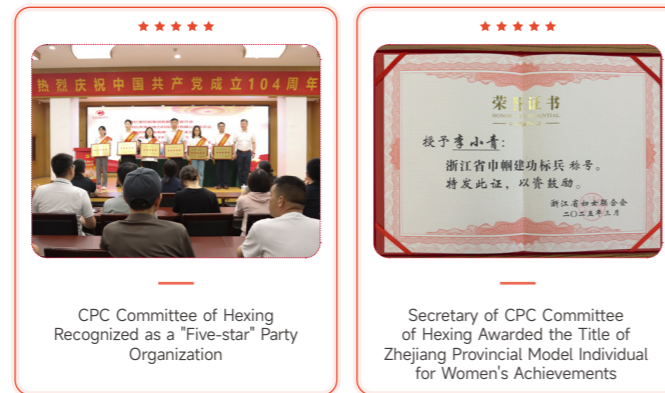 热烈庆祝中国共产党成立104周年
CPC Committee of Hexing
Recognized as a "Five-star" Party
Organization
荣誉证书
授予李小青:
浙江省巾帼建功标兵称号。
特发此证，以资鼓励。
浙江省妇女联合会
二〇二五年三月
Secretary of CPC Committee
of Hexing Awarded the Title of
Zhejiang Provincial Model Individual
for Women's Achievements